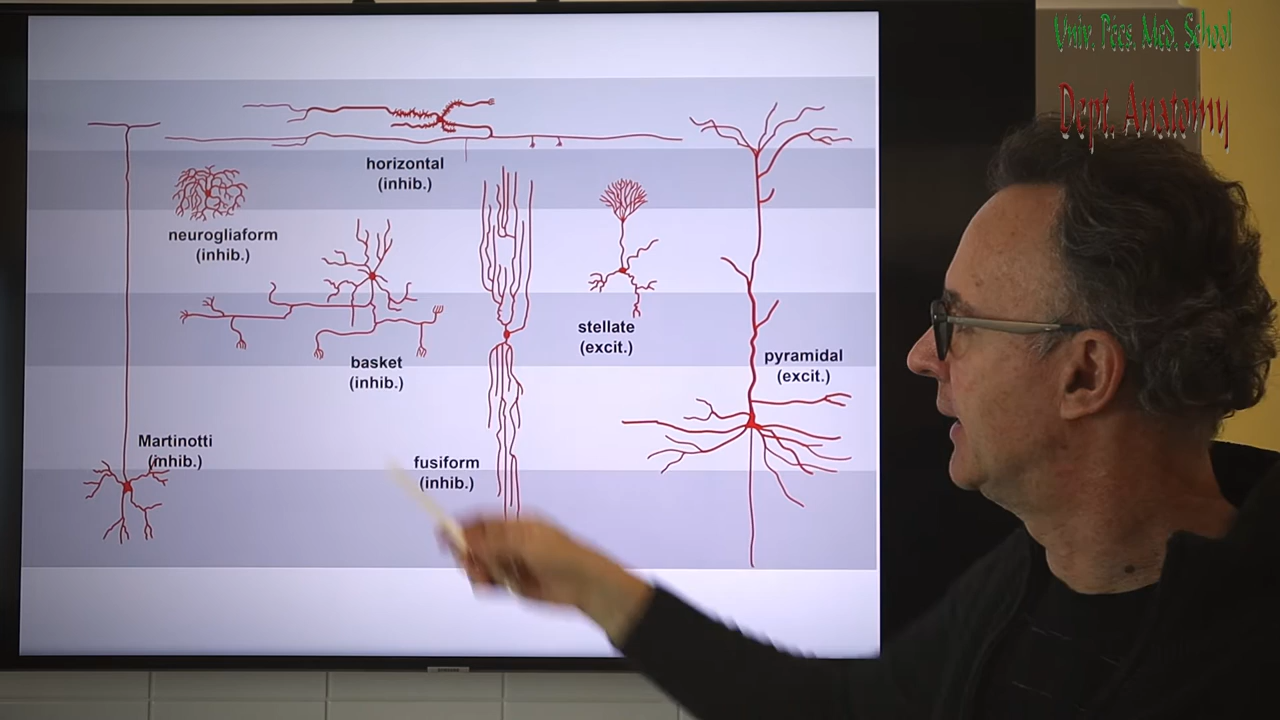 Univ. Pécs. Med. School
Dept. Anatomy
horizontal
(inhib.)
neurogliaform
(inhib.)
stellate
(excit.)
basket
(inhib.)
pyramidal
(excit.)
Martinotti
(inhib.)
fusiform
(inhib.)